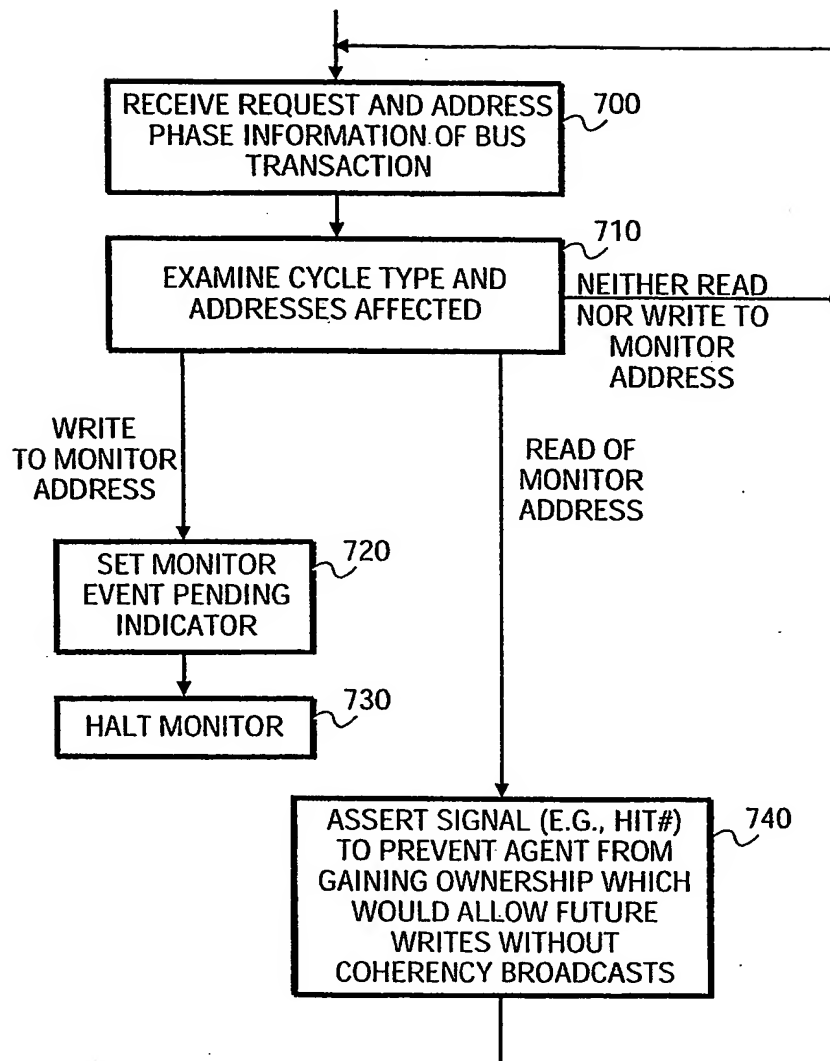 RECEIVE REQUEST AND ADDRESS
PHASE INFORMATION OF BUS
TRANSACTION
700
710
EXAMINE CYCLE TYPE AND
ADDRESSES AFFECTED
NEITHER READ
NOR WRITE TO
MONITOR
ADDRESS
WRITE
TO MONITOR
ADDRESS
READ OF
MONITOR
ADDRESS
SET MONITOR
EVENT PENDING
INDICATOR
720
HALT MONITOR
730
ASSERT SIGNAL (E.G., HIT#)
TO PREVENT AGENT FROM
GAINING OWNERSHIP WHICH
WOULD ALLOW FUTURE
WRITES WITHOUT
COHERENCY BROADCASTS
740